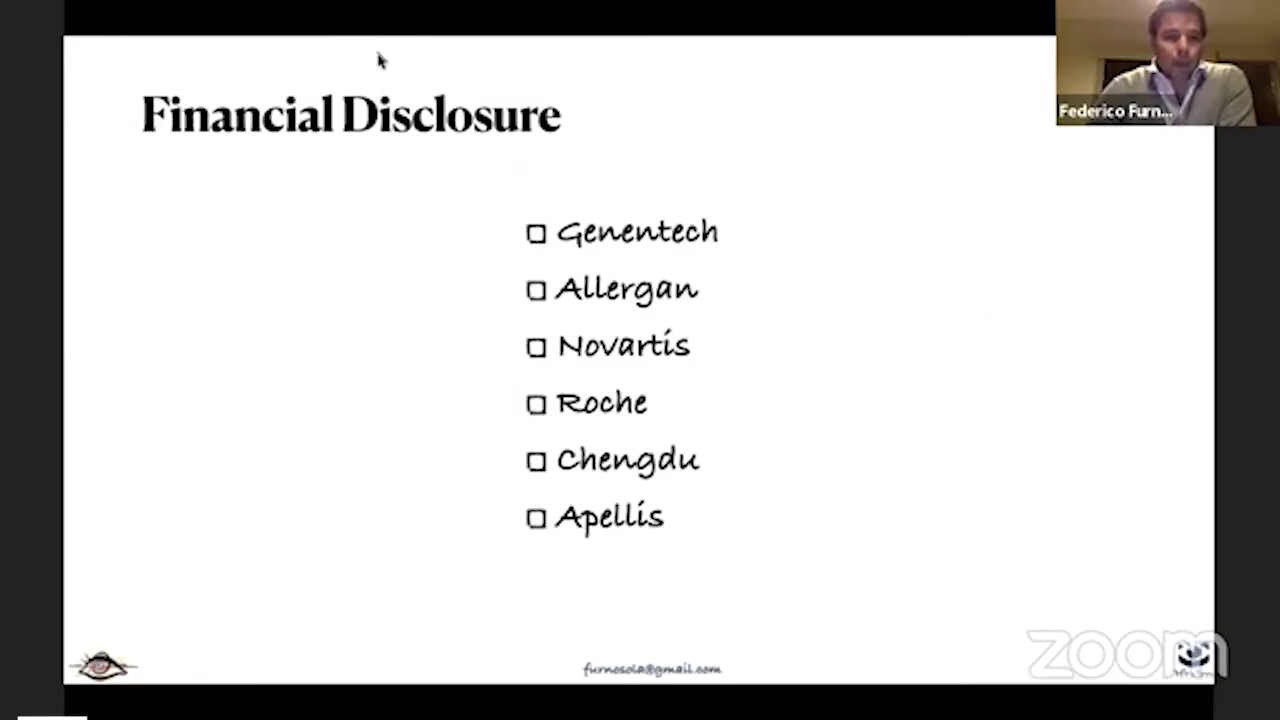 Financial Disclosure
Federico Furn...
Genentech
Allergan
Novartis
Roche
Chengdu
Apellis
furnosola@gmail.com
zoom